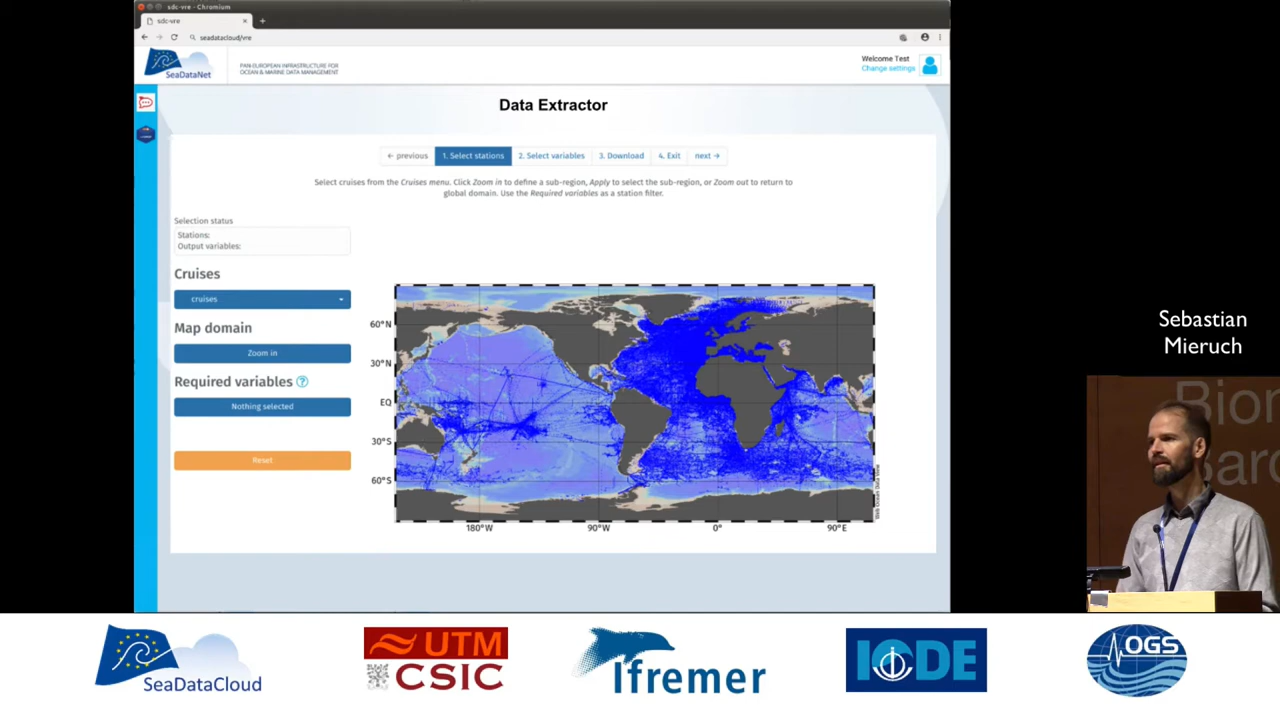 sdc-vre - Chromium
sdc-vre
seadatacloud/vre
SeaDataNet
PAN-EUROPEAN INFRASTRUCTURE FOR
OCEAN & MARINE DATA MANAGEMENT
Welcome Test
Change settings
Data Extractor
← previous
1. Select stations
2. Select variables
3. Download
4. Exit
next →
Select cruises from the Cruises menu. Click Zoom in to define a sub-region, Apply to select the sub-region, or Zoom out to return to
global domain. Use the Required variables as a station filter.
Selection status
Stations:
Output variables:
Cruises
cruises
Map domain
Zoom in
Required variables ?
Nothing selected
Reset
60°N
30°N
EQ
30°S
60°S
180°W
90°W
0°
90°E
Sebastian
Mieruch
SeaDataCloud
UTM
CSIC
Ifremer
IODE
OGS